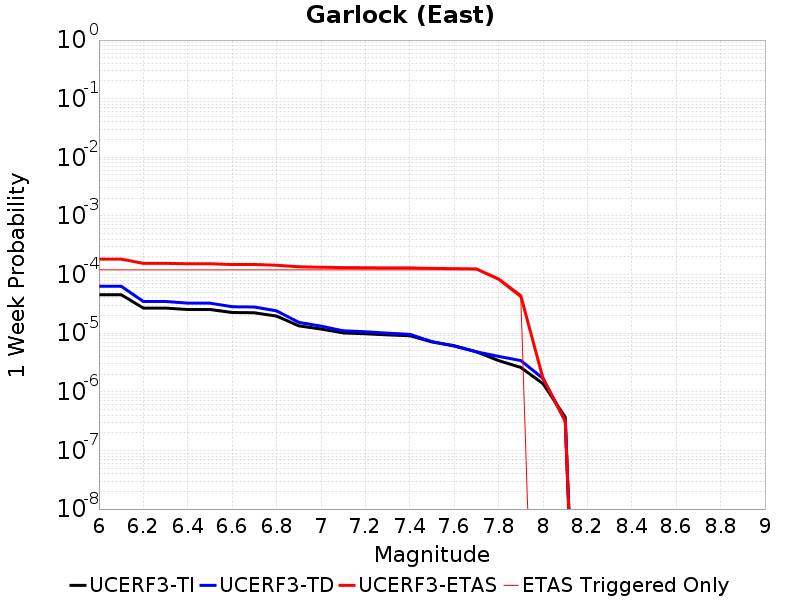 Garlock (East)
1 Week Probability
10^0
10^-1
10^-2
10^-3
10^-4
10^-5
10^-6
10^-7
10^-8
6 6.2 6.4 6.6 6.8 7 7.2 7.4 7.6 7.8 8 8.2 8.4 8.6 8.8 9
Magnitude
UCERF3-TI UCERF3-TD UCERF3-ETAS ETAS Triggered Only